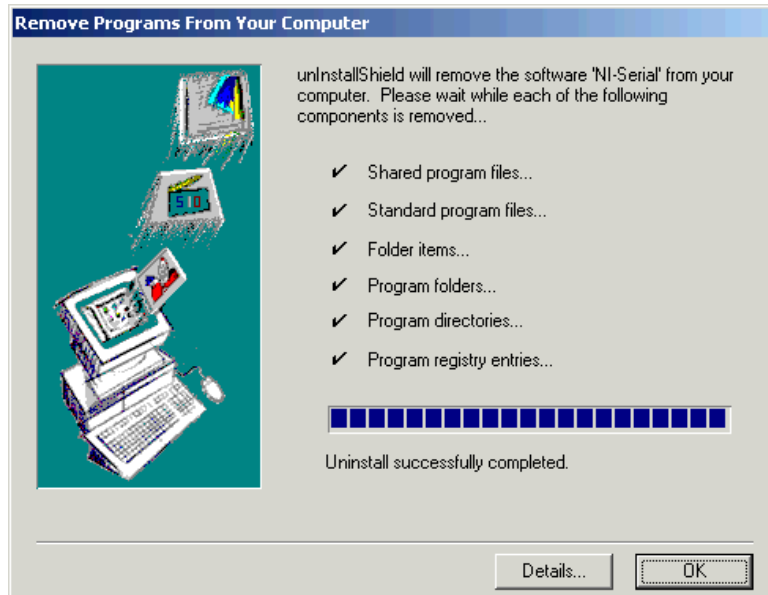 Remove Programs From Your Computer
unInstallShield will remove the software 'NI-Serial' from your
computer.  Please wait while each of the following
components is removed...
✔ Shared program files...
✔ Standard program files...
✔ Folder items...
✔ Program folders...
✔ Program directories...
✔ Program registry entries...
Uninstall successfully completed.
Details...
OK